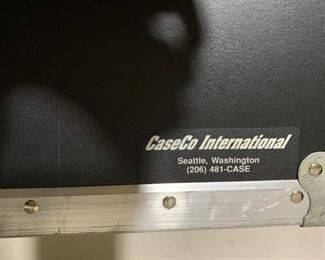 CaseCo International
Seattle, Washington
(206) 481-CASE